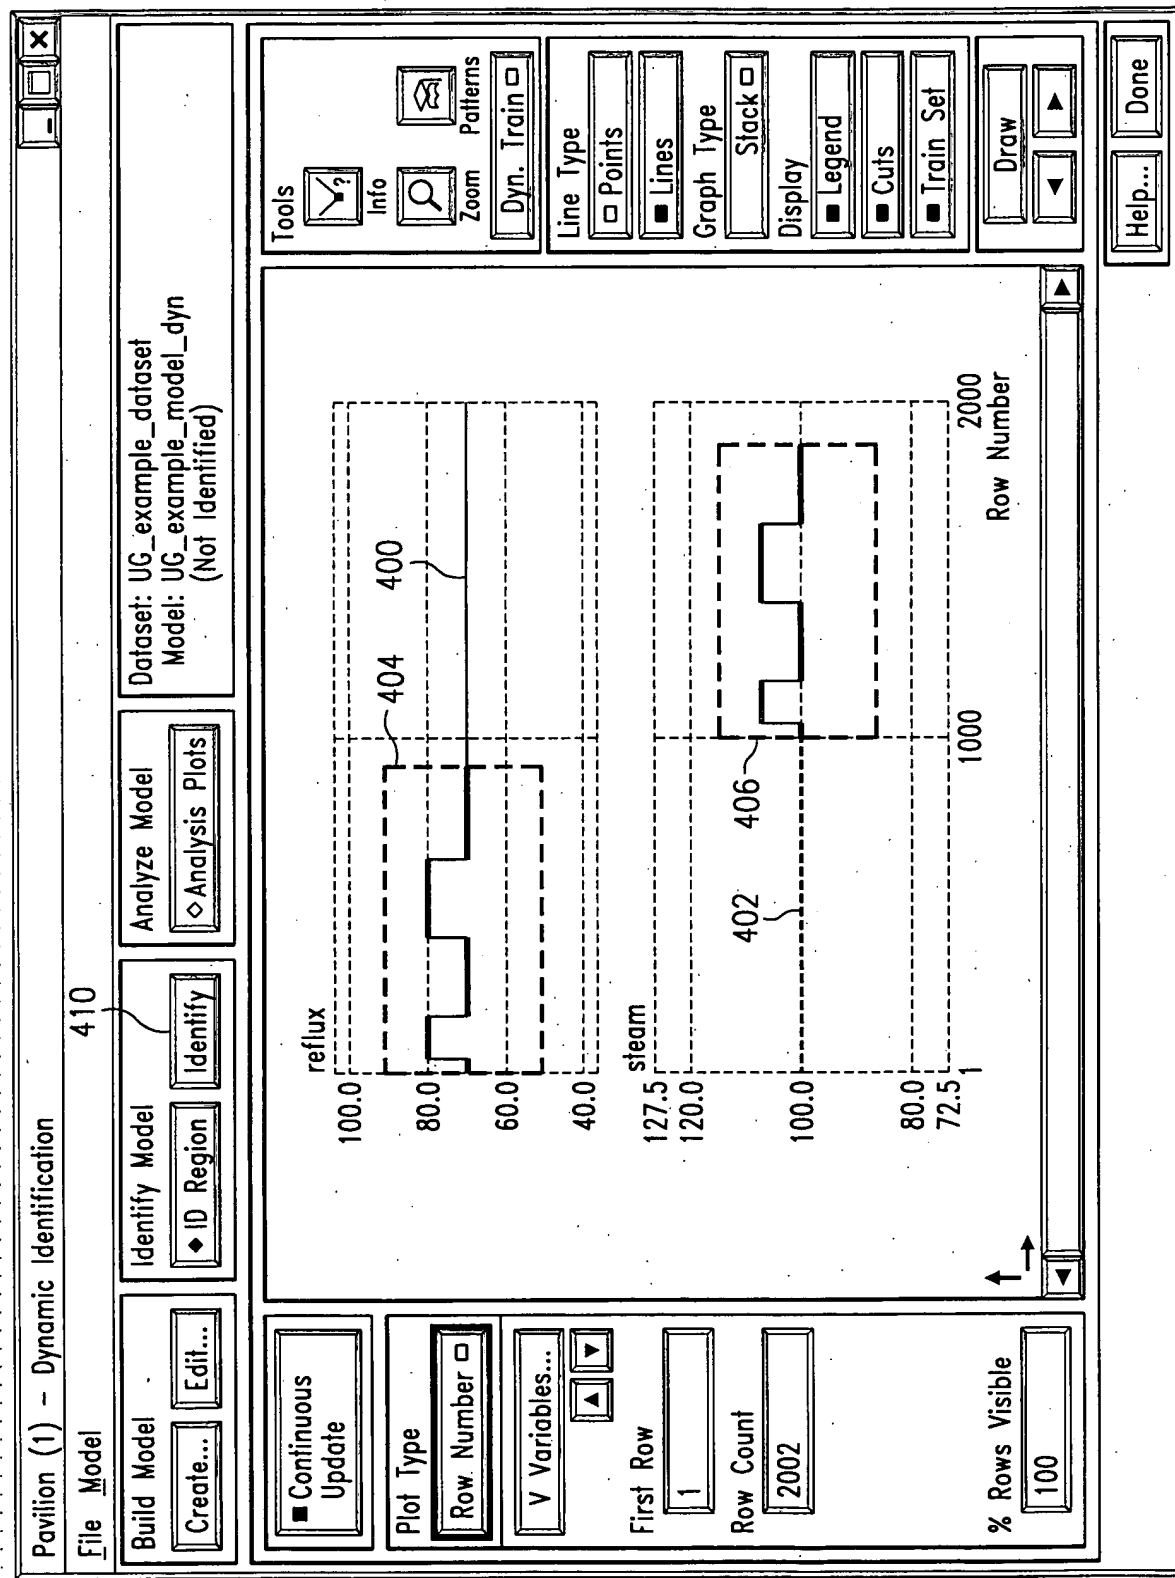 Pavilion (1) – Dynamic Identification
File Model
Build Model
Create... Edit...
Identify Model
ID Region Identify
410
Analyze Model
Analysis Plots
Dataset: UG_example_dataset
Model: UG_example_model_dyn
(Not Identified)
Continuous
Update
Plot Type
Row Number
V Variables...
First Row
1
Row Count
2002
% Rows Visible
100
reflux
100.0
80.0
60.0
40.0
404
400
steam
127.5
120.0
100.0
80.0
72.5
402
406
1
1000
2000
Row Number
Tools
?
Info
Zoom
Patterns
Dyn. Train
Line Type
Points
Lines
Graph Type
Stack
Display
Legend
Cuts
Train Set
Draw
Help... Done